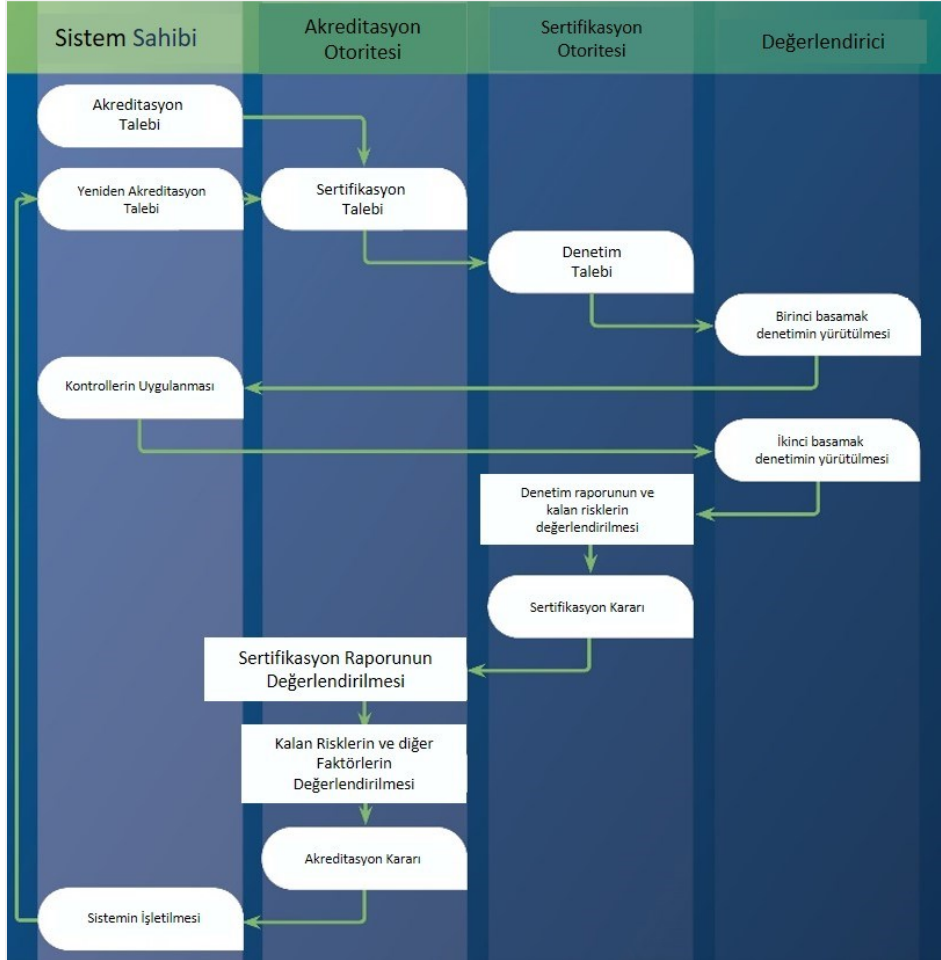 Sistem Sahibi
Akreditasyon
Otoritesi
Sertifikasyon
Otoritesi
Değerlendirici
Akreditasyon
Talebi
Yeniden Akreditasyon
Talebi
Sertifikasyon
Talebi
Denetim
Talebi
Birinci basamak
denetimin yürütülmesi
Kontrollerin Uygulanması
İkinci basamak
denetimin yürütülmesi
Denetim raporunun ve
kalan risklerin
değerlendirilmesi
Sertifikasyon Kararı
Sertifikasyon Raporunun
Değerlendirilmesi
Kalan Risklerin ve diğer
Faktörlerin
Değerlendirilmesi
Akreditasyon Kararı
Sistemin İşletilmesi